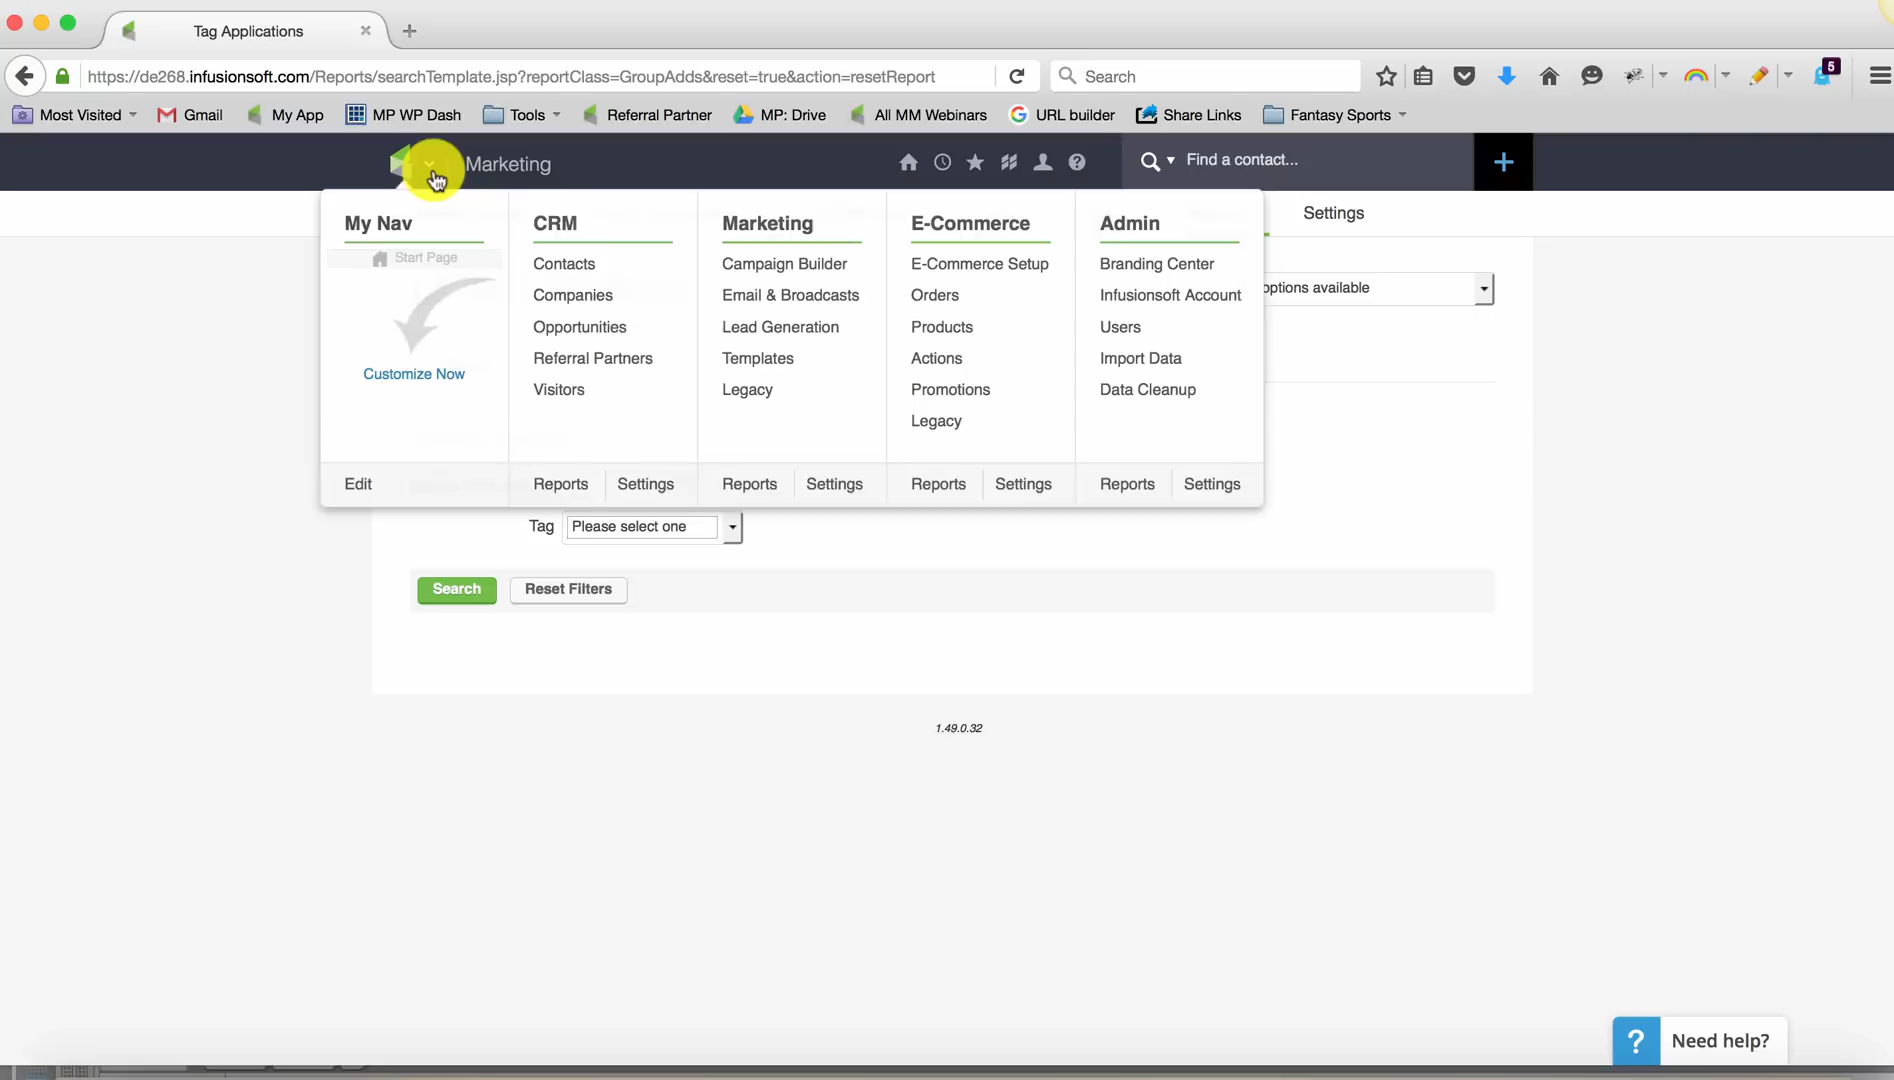 Tag Applications
https://de268.infusionsoft.com/Reports/searchTemplate.jsp?reportClass=GroupAdds&reset=true&action=resetReport
Search
5
Most Visited
Gmail
My App
MP WP Dash
Tools
Referral Partner
MP: Drive
All MM Webinars
URL builder
Share Links
Fantasy Sports
Marketing
Find a contact...
Settings
options available
My Nav
Start Page
Customize Now
Edit
CRM
Contacts
Companies
Opportunities
Referral Partners
Visitors
Reports
Settings
Marketing
Campaign Builder
Email & Broadcasts
Lead Generation
Templates
Legacy
Reports
Settings
E-Commerce
E-Commerce Setup
Orders
Products
Actions
Promotions
Legacy
Reports
Settings
Admin
Branding Center
Infusionsoft Account
Users
Import Data
Data Cleanup
Reports
Settings
Tag
Please select one
Search
Reset Filters
1.49.0.32
? Need help?